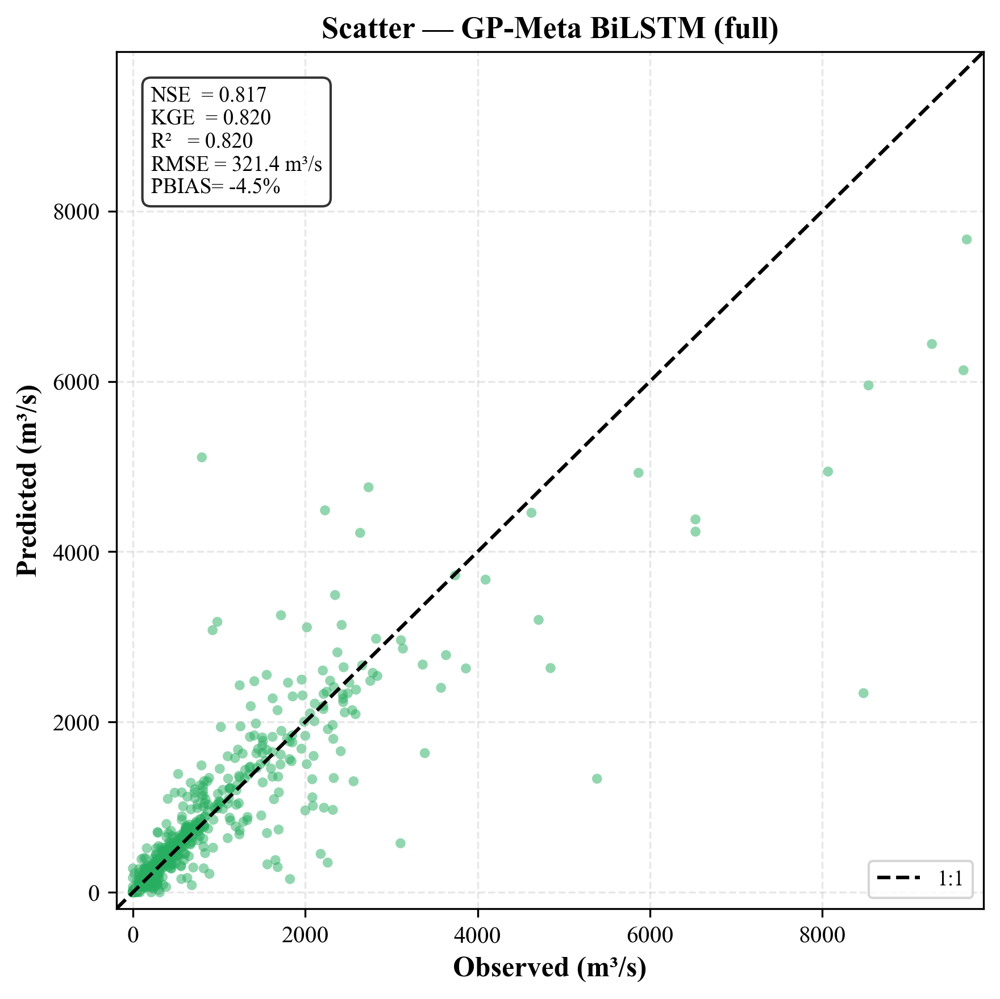 Scatter — GP-Meta BiLSTM (full)
NSE = 0.817
KGE = 0.820
R² = 0.820
RMSE = 321.4 m³/s
PBIAS= -4.5%
8000
6000
4000
2000
0
Predicted (m³/s)
1:1
0 2000 4000 6000 8000
Observed (m³/s)